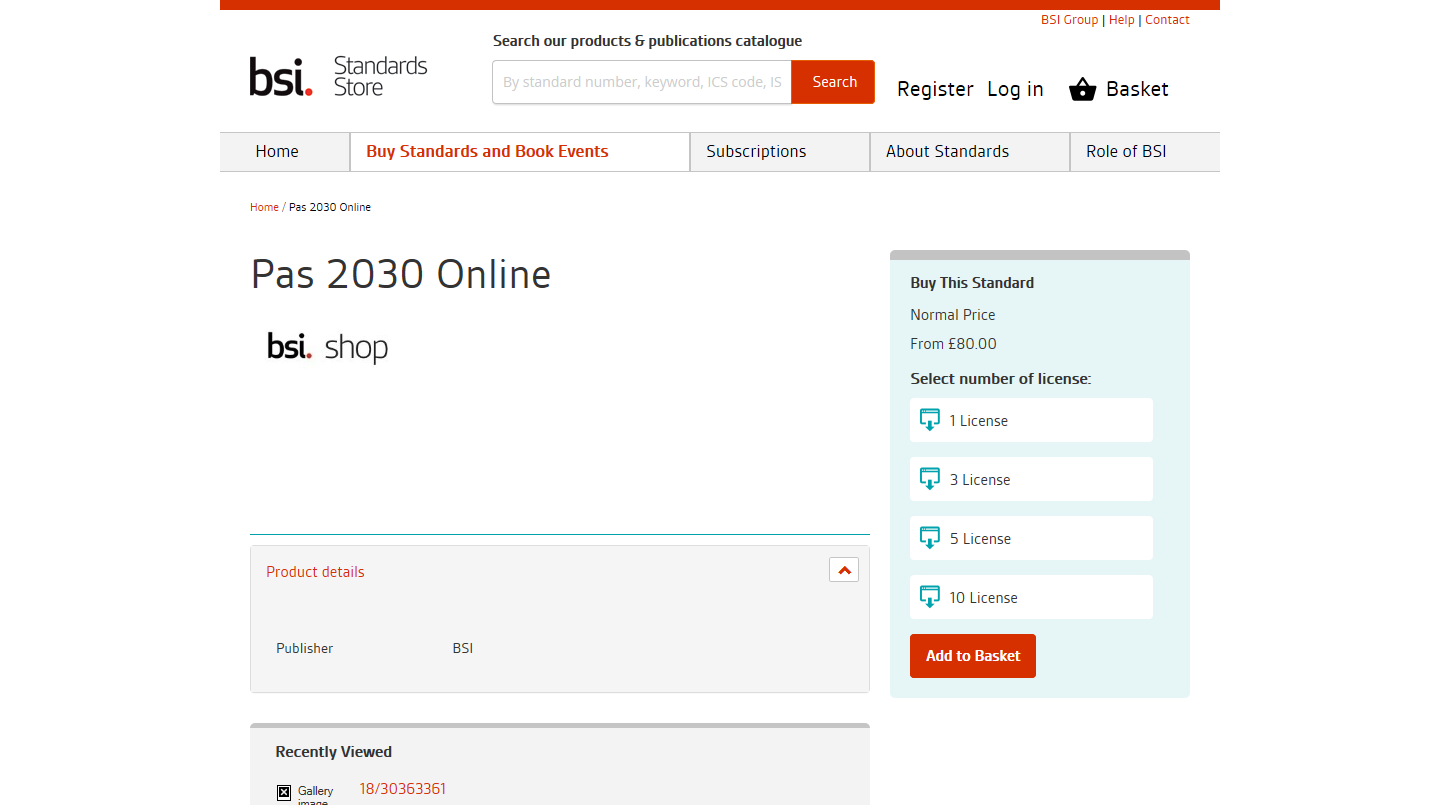 BSI Group | Help | Contact
Search our products & publications catalogue
bsi. Standards Store
By standard number, keyword, ICS code, IS
Search
Register Log in Basket
Home Buy Standards and Book Events Subscriptions About Standards Role of BSI
Home / Pas 2030 Online
Pas 2030 Online
bsi. shop
Buy This Standard
Normal Price
From £80.00
Select number of license:
1 License
3 License
5 License
10 License
Add to Basket
Product details
Publisher BSI
Recently Viewed
Gallery image
18/30363361